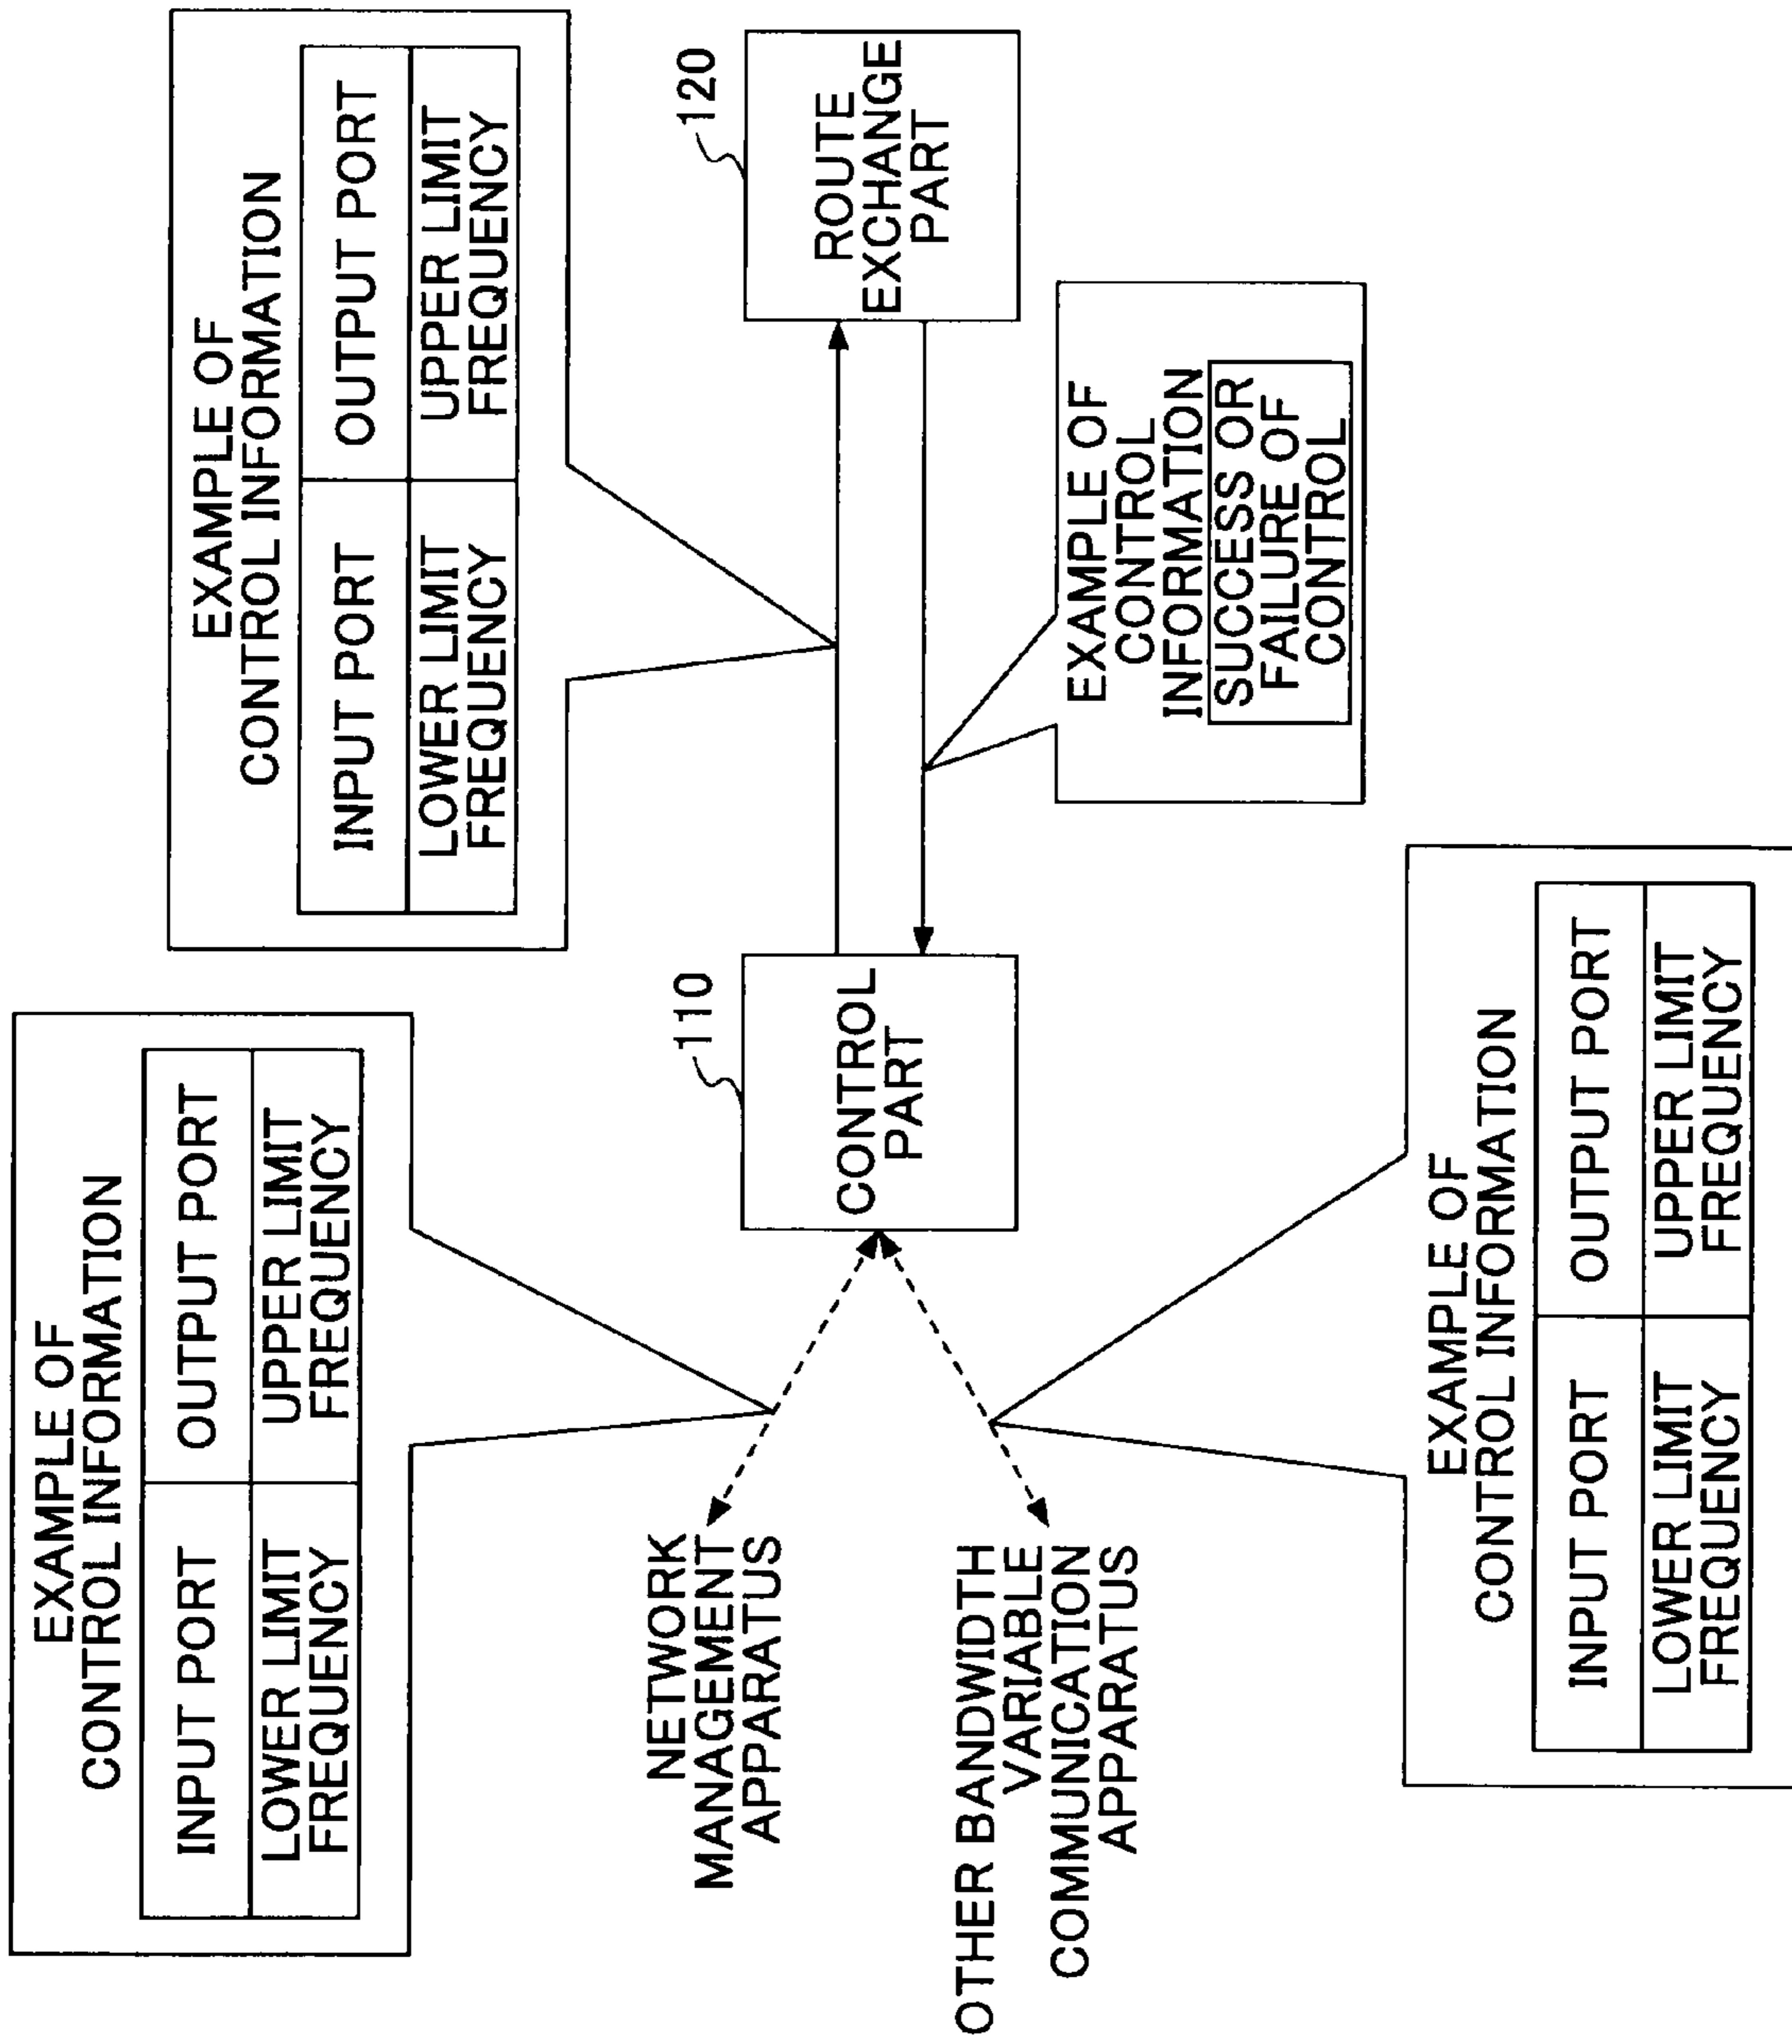 EXAMPLE OF
CONTROL INFORMATION
INPUT PORT
OUTPUT PORT
LOWER LIMIT
FREQUENCY
UPPER LIMIT
FREQUENCY
EXAMPLE OF
CONTROL INFORMATION
INPUT PORT
OUTPUT PORT
LOWER LIMIT
FREQUENCY
UPPER LIMIT
FREQUENCY
NETWORK
MANAGEMENT
APPARATUS
110
CONTROL
PART
120
ROUTE
EXCHANGE
PART
OTHER BANDWIDTH
VARIABLE
COMMUNICATION
APPARATUS
EXAMPLE OF
CONTROL
INFORMATION
SUCCESS OR
FAILURE OF
CONTROL
EXAMPLE OF
CONTROL INFORMATION
INPUT PORT
OUTPUT PORT
LOWER LIMIT
FREQUENCY
UPPER LIMIT
FREQUENCY